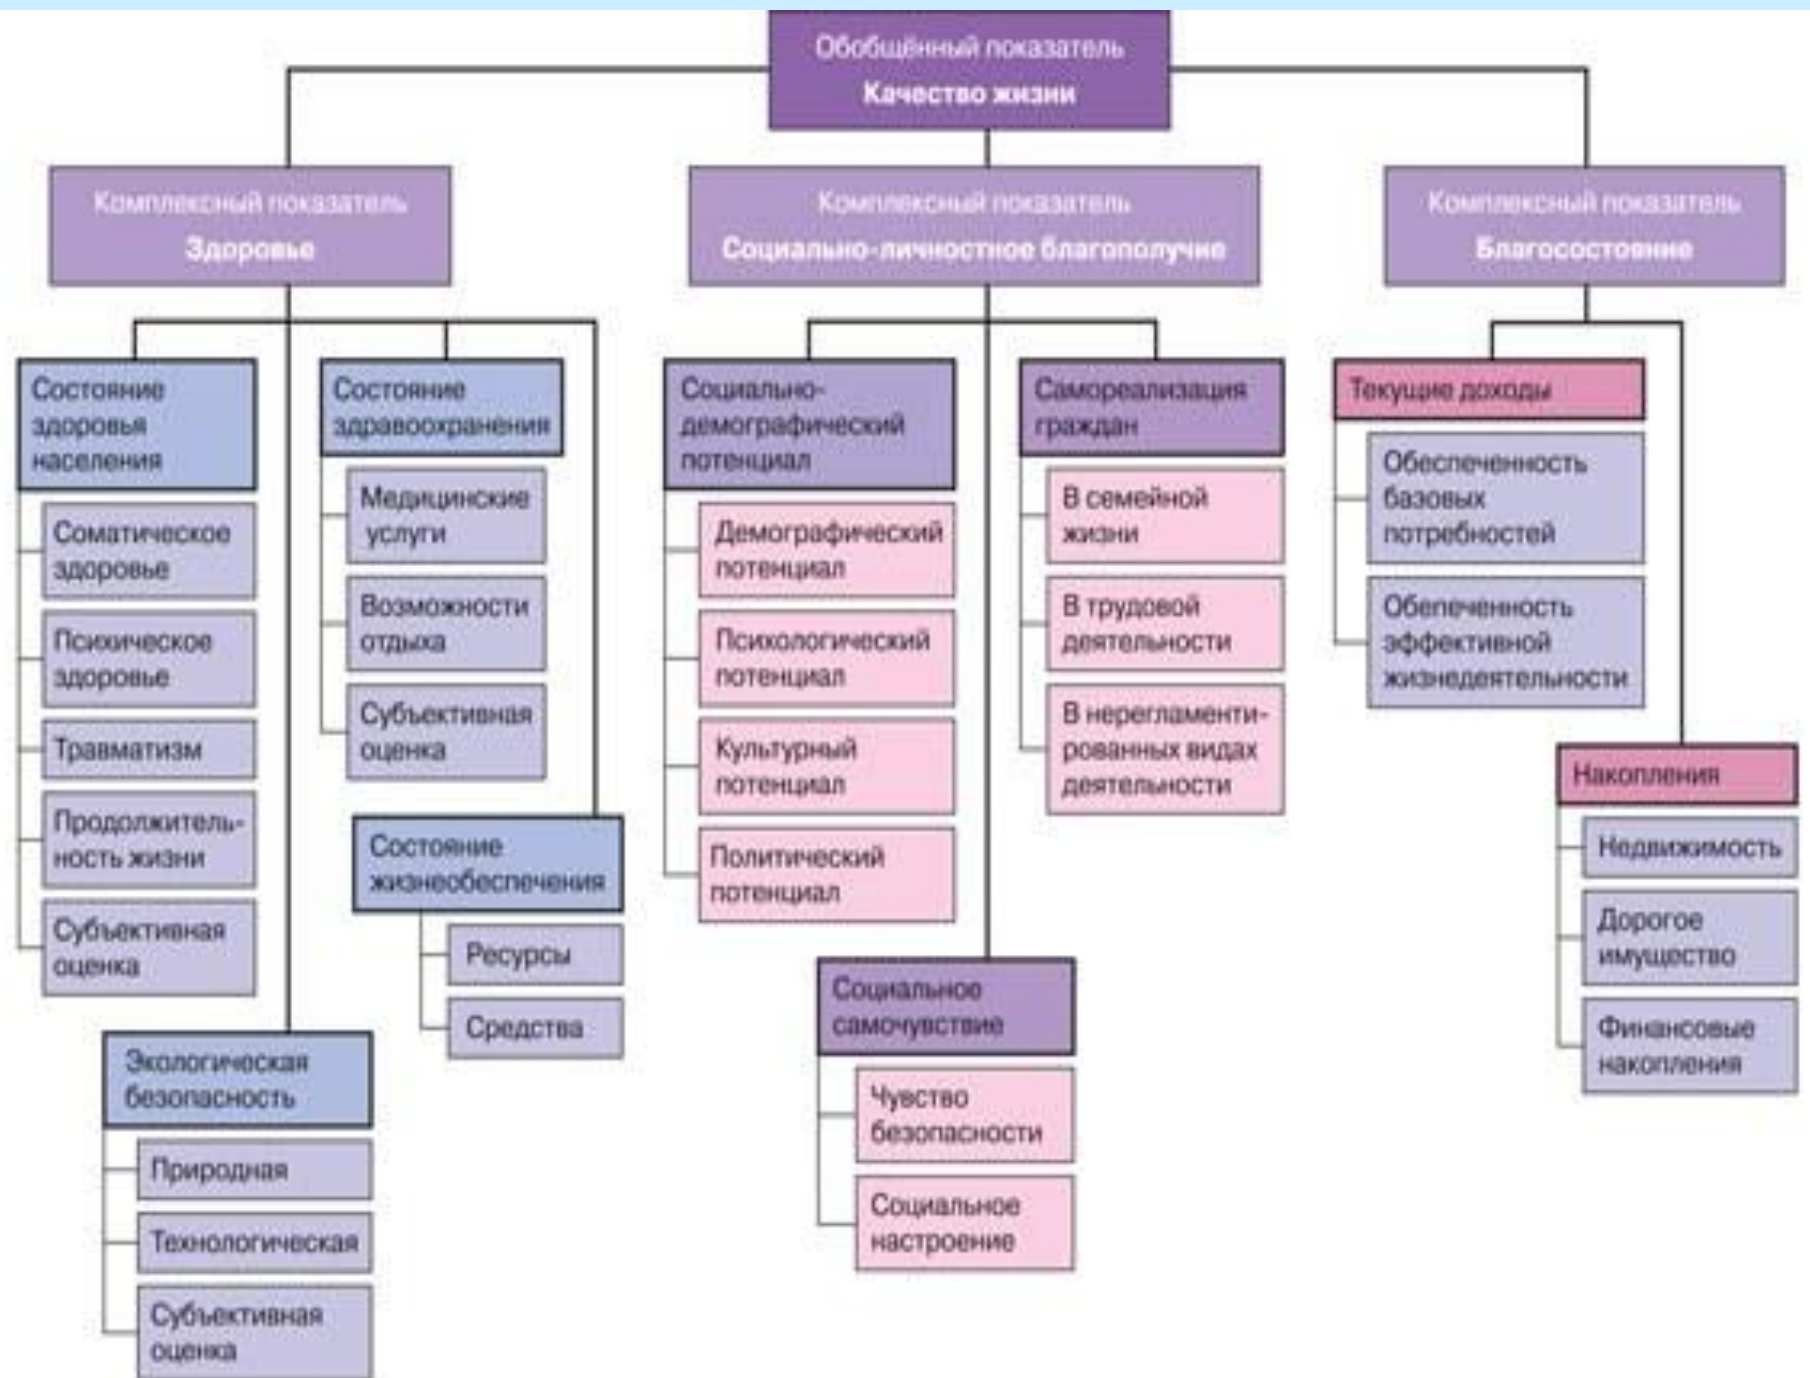 Обобщённый показатель
Качество жизни
Комплексный показатель
Здоровье
Состояние
здоровья
населения
Соматическое
здоровье
Психическое
здоровье
Травматизм
Продолжитель-
ность жизни
Субъективная
оценка
Экологическая
безопасность
Природная
Технологическая
Субъективная
оценка
Состояние
здравоохранения
Медицинские
услуги
Возможности
отдыха
Субъективная
оценка
Состояние
жизнеобеспечения
Ресурсы
Средства
Комплексный показатель
Социально-личностное благополучие
Социально-
демографический
потенциал
Демографический
потенциал
Психологический
потенциал
Культурный
потенциал
Политический
потенциал
Социальное
самочувствие
Чувство
безопасности
Социальное
настроение
Самореализация
граждан
В семейной
жизни
В трудовой
деятельности
В нерегламенти-
рованных видах
деятельности
Комплексный показатель
Благосостовние
Текущие доходы
Обеспеченность
базовых
потребностей
Обепеченность
эффективной
жизнедеятельности
Накопления
Недвижимость
Дорогое
имущество
Финансовые
накопления